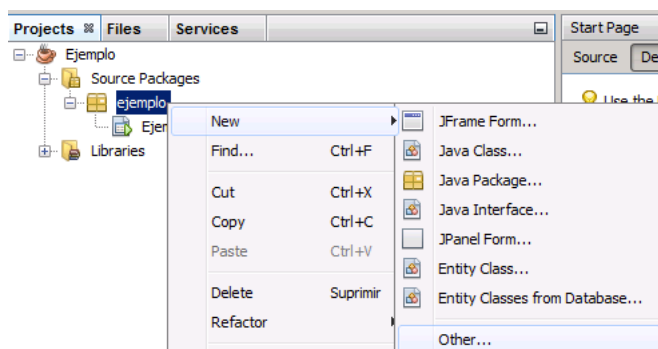 Projects Files Services
Start Page
Ejemplo
Source
Source Packages
ejemplo
New
JFrame Form...
Find... Ctrl+F
Java Class...
Libraries
Java Package...
Cut Ctrl+X
Java Interface...
Copy Ctrl+C
JPanel Form...
Paste Ctrl+V
Entity Class...
Delete Suprimir
Entity Classes from Database...
Refactor
Other...